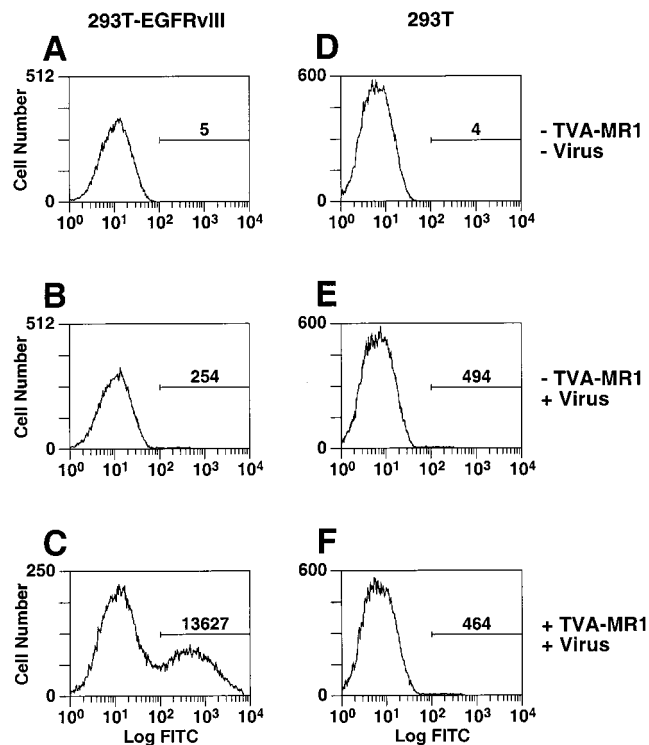 293T-EGFRvIII
293T
A
512
Cell Number
0
5
10^0 10^1 10^2 10^3 10^4
D
600
0
4
10^0 10^1 10^2 10^3 10^4
- TVA-MR1
- Virus
B
512
Cell Number
0
254
10^0 10^1 10^2 10^3 10^4
E
600
0
494
10^0 10^1 10^2 10^3 10^4
- TVA-MR1
+ Virus
C
250
Cell Number
0
13627
10^0 10^1 10^2 10^3 10^4
Log FITC
F
600
0
464
10^0 10^1 10^2 10^3 10^4
Log FITC
+ TVA-MR1
+ Virus